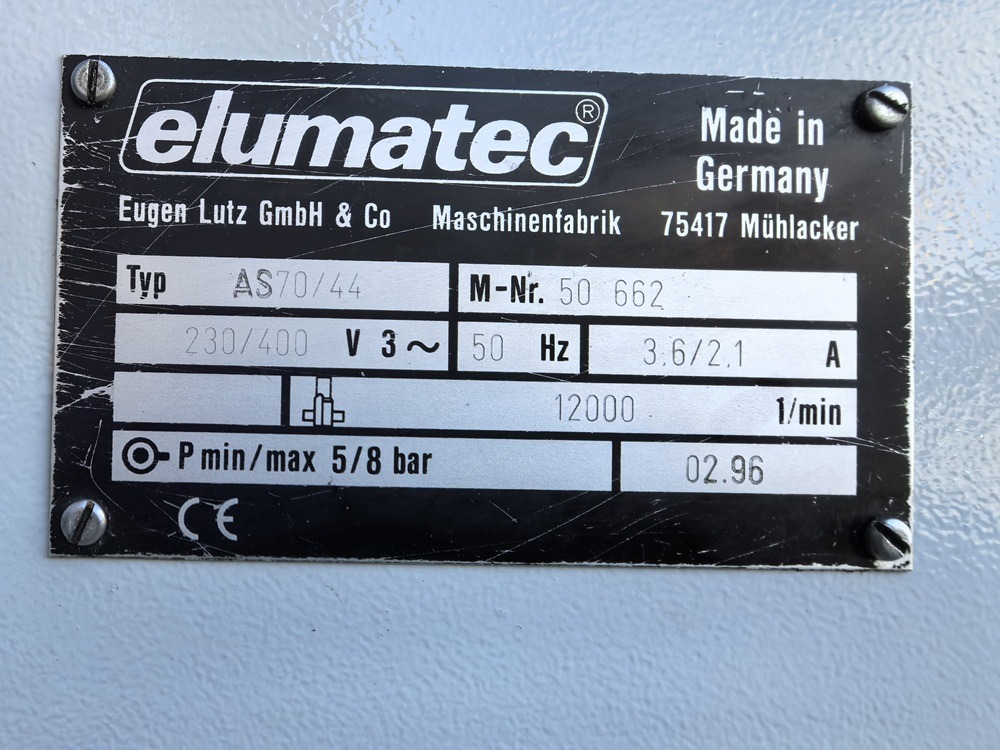 elumatec®
Made in
Germany
Eugen Lutz GmbH & Co Maschinenfabrik 75417 Mühlacker
Typ AS70/44 M-Nr. 50 662
230/400 V 3~ 50 Hz 3.6/2.1 A
12000 1/min
P min/max 5/8 bar 02.96
CE